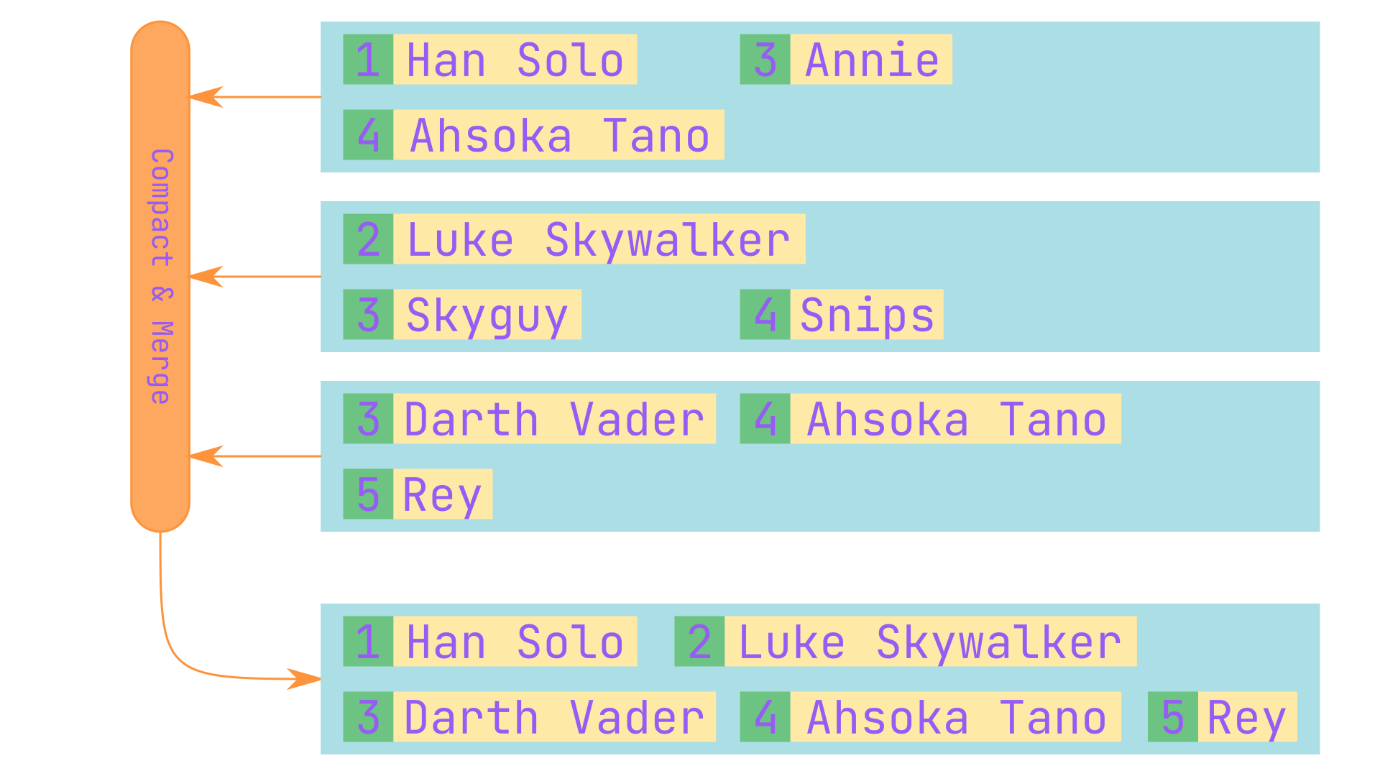 Compact & Merge
1 Han Solo 3 Annie
4 Ahsoka Tano
2 Luke Skywalker
3 Skyguy 4 Snips
3 Darth Vader 4 Ahsoka Tano
5 Rey
1 Han Solo 2 Luke Skywalker
3 Darth Vader 4 Ahsoka Tano 5 Rey